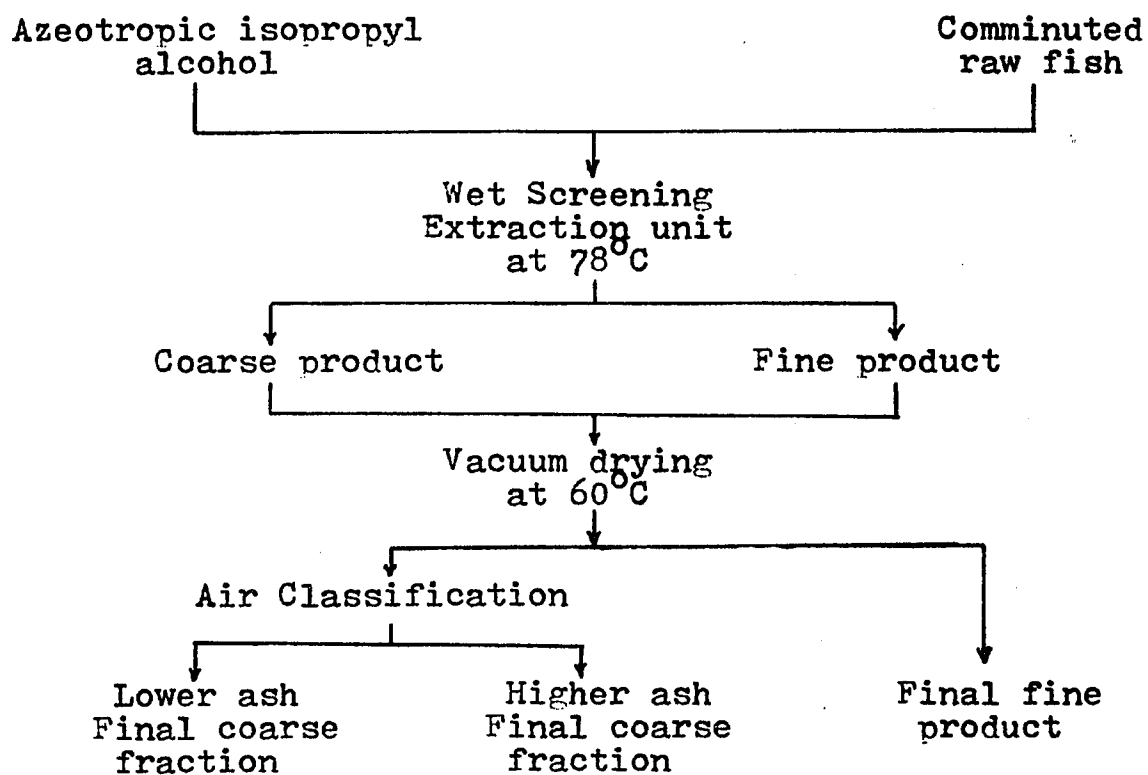 Azeotropic isopropyl
alcohol
Comminuted
raw fish
Wet Screening
Extraction unit
at 78°C
Coarse product
Fine product
Vacuum drying
at 60°C
Air Classification
Lower ash
Final coarse
fraction
Higher ash
Final coarse
fraction
Final fine
product